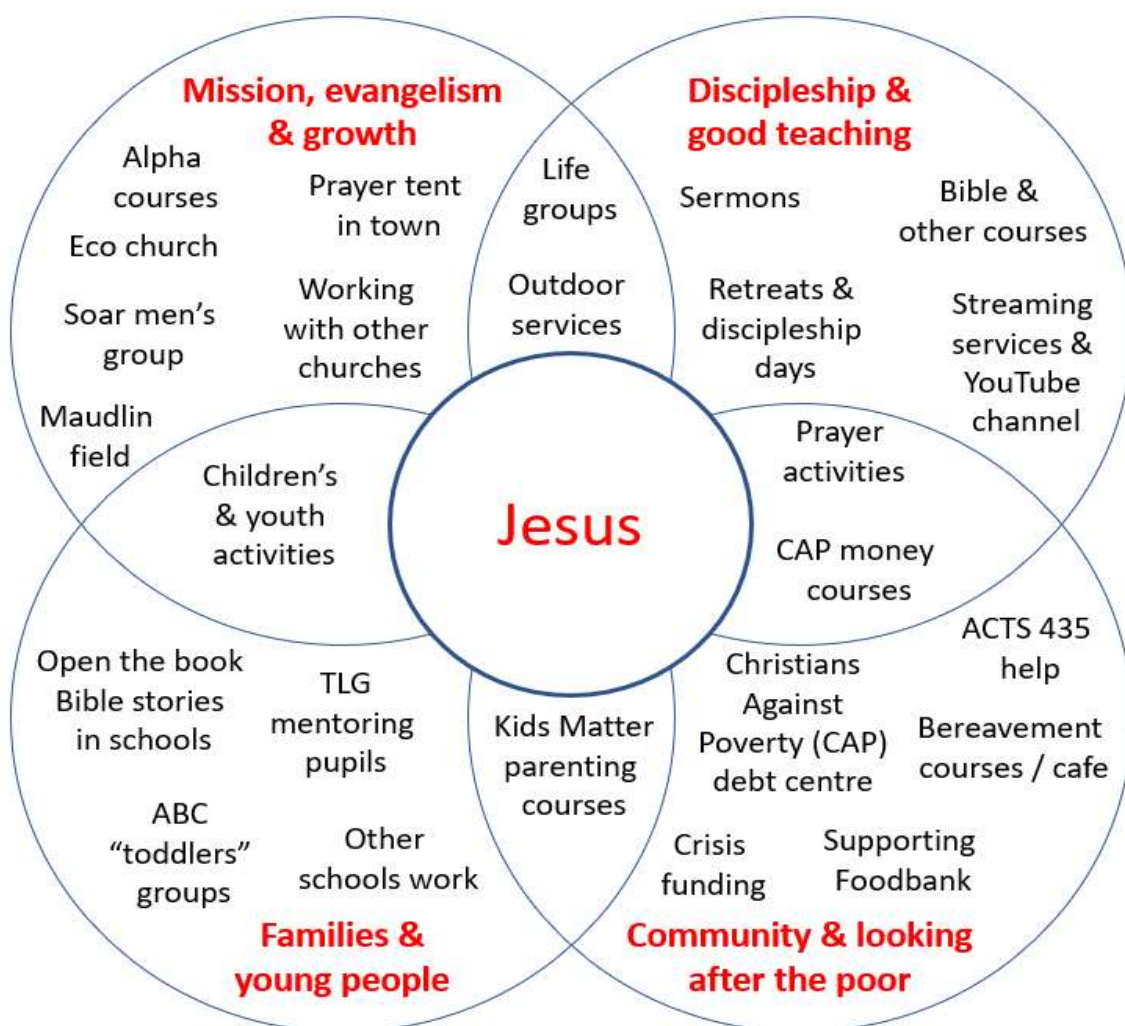 Mission, evangelism
& growth
Alpha
courses
Prayer tent
in town
Eco church
Soar men's
group
Working
with other
churches
Maudlin
field
Life
groups
Outdoor
services
Discipleship &
good teaching
Sermons
Bible &
other courses
Retreats &
discipleship
days
Streaming
services &
YouTube
channel
Children's
& youth
activities
Jesus
Prayer
activities
CAP money
courses
Open the book
Bible stories
in schools
TLG
mentoring
pupils
ABC
“toddlers”
groups
Other
schools work
Families &
young people
Kids Matter
parenting
courses
Christians
Against
Poverty (CAP)
debt centre
ACTS 435
help
Bereavement
courses / cafe
Crisis
funding
Supporting
Foodbank
Community & looking
after the poor